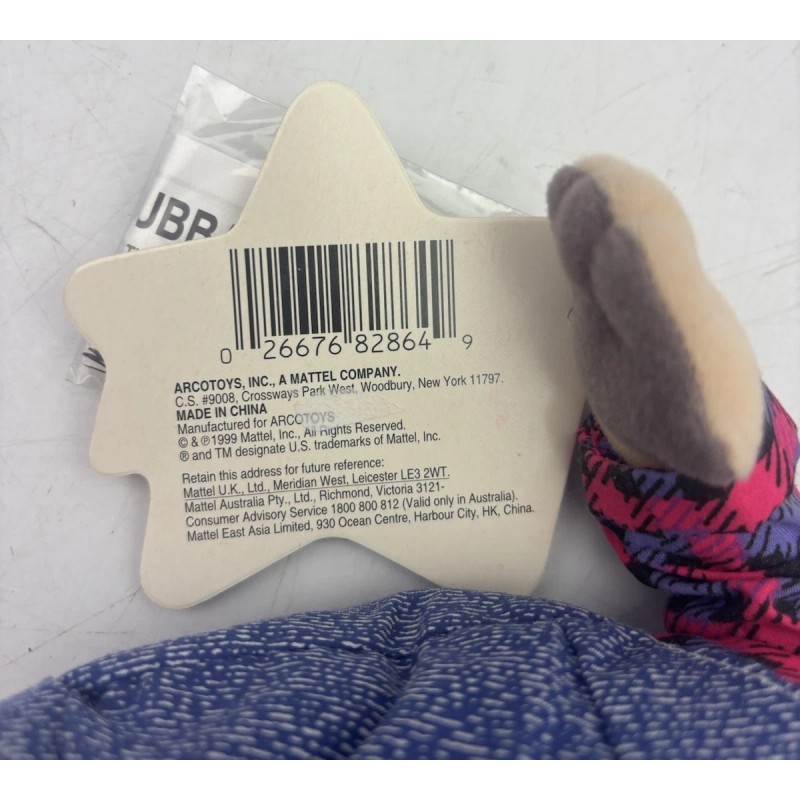 JBR
0 26676 82864 9
ARCOTOYS, INC., A MATTEL COMPANY.
C.S. #9008, Crossways Park West, Woodbury, New York 11797.
MADE IN CHINA
Manufactured for ARCOTOYS
© & ℗1999 Mattel, Inc., All Rights Reserved.
® and TM designate U.S. trademarks of Mattel, Inc.
Retain this address for future reference:
Mattel U.K., Ltd., Meridian West, Leicester LE3 2WT.
Mattel Australia Pty., Ltd., Richmond, Victoria 3121-
Consumer Advisory Service 1800 800 812 (Valid only in Australia).
Mattel East Asia Limited, 930 Ocean Centre, Harbour City, HK, China.